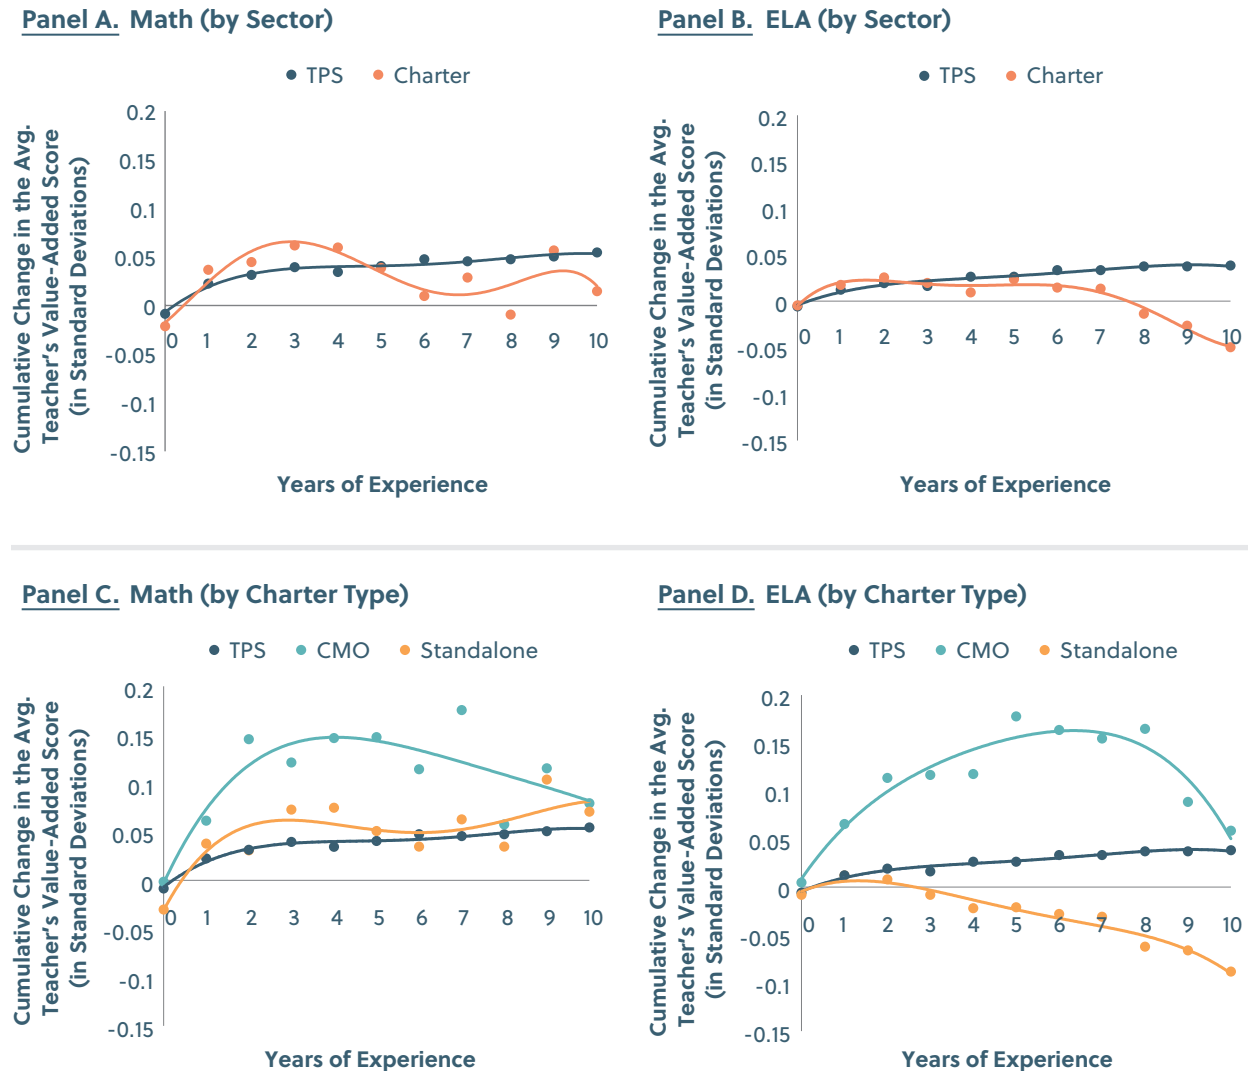 Panel A. Math (by Sector)
TPS Charter
Cumulative Change in the Avg.
Teacher's Value-Added Score
(in Standard Deviations)
0.2
0.15
0.1
0.05
0
-0.05
-0.1
-0.15
0 1 2 3 4 5 6 7 8 9 10
Years of Experience
Panel B. ELA (by Sector)
TPS Charter
Cumulative Change in the Avg.
Teacher's Value-Added Score
(in Standard Deviations)
0.2
0.15
0.1
0.05
0
-0.05
-0.1
-0.15
0 1 2 3 4 5 6 7 8 9 10
Years of Experience
Panel C. Math (by Charter Type)
TPS CMO Standalone
Cumulative Change in the Avg.
Teacher's Value-Added Score
(in Standard Deviations)
0.2
0.15
0.1
0.05
0
-0.05
-0.1
-0.15
0 1 2 3 4 5 6 7 8 9 10
Years of Experience
Panel D. ELA (by Charter Type)
TPS CMO Standalone
Cumulative Change in the Avg.
Teacher's Value-Added Score
(in Standard Deviations)
0.2
0.15
0.1
0.05
0
-0.05
-0.1
-0.15
0 1 2 3 4 5 6 7 8 9 10
Years of Experience